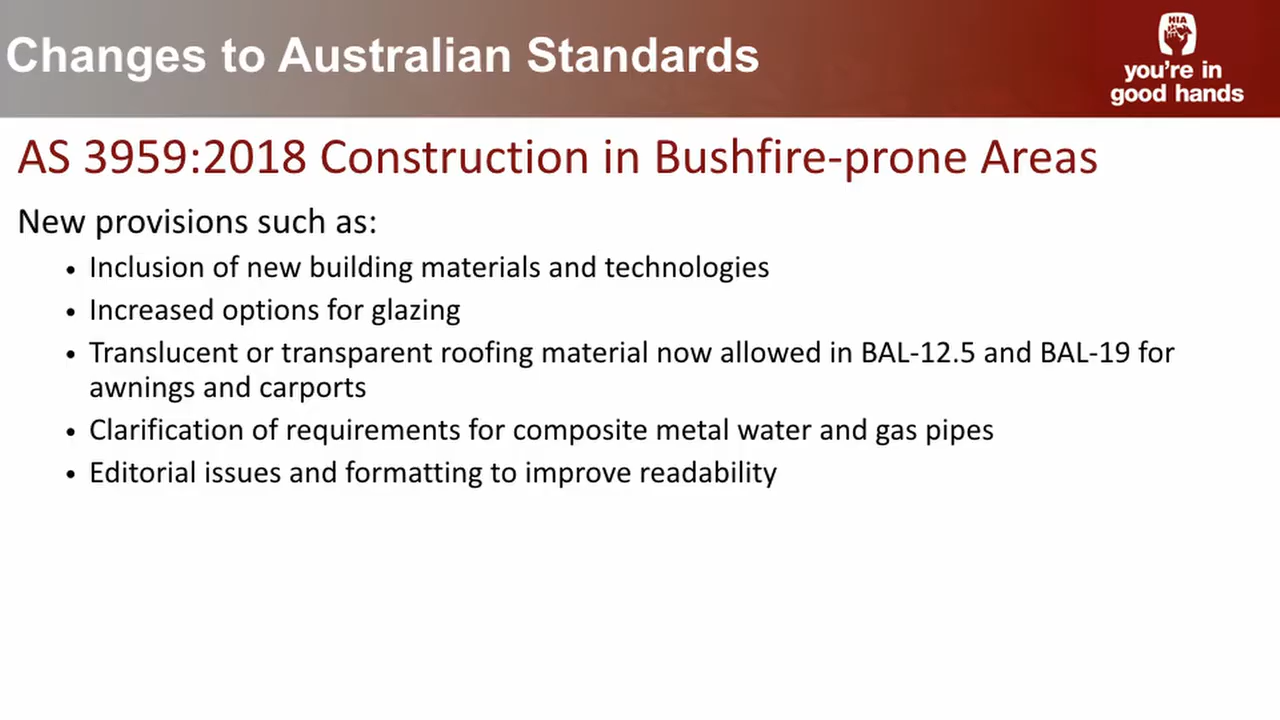 Changes to Australian Standards
HIA
you're in
good hands
AS 3959:2018 Construction in Bushfire-prone Areas
New provisions such as:
• Inclusion of new building materials and technologies
• Increased options for glazing
• Translucent or transparent roofing material now allowed in BAL-12.5 and BAL-19 for
awnings and carports
• Clarification of requirements for composite metal water and gas pipes
• Editorial issues and formatting to improve readability